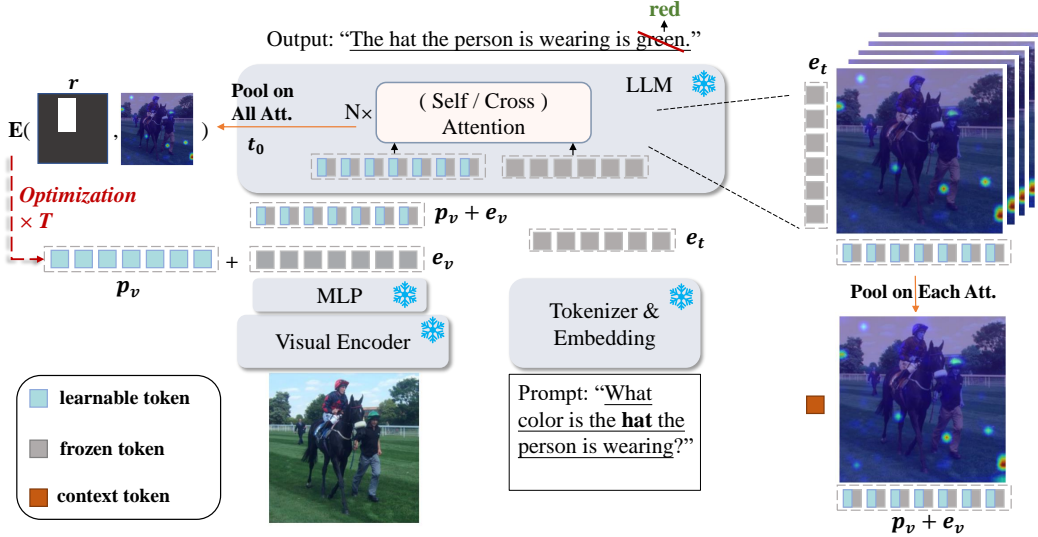 red
Output: “The hat the person is wearing is green.”
r
E( , )
Pool on
All Att.
t₀
N×
( Self / Cross )
Attention
LLM
eₜ
Optimization
× T
pᵥ + eᵥ
eₜ
+
eᵥ
pᵥ
MLP
Visual Encoder
Tokenizer &
Embedding
Pool on Each Att.
learnable token
frozen token
context token
Prompt: “What
color is the hat the
person is wearing?”
pᵥ + eᵥ